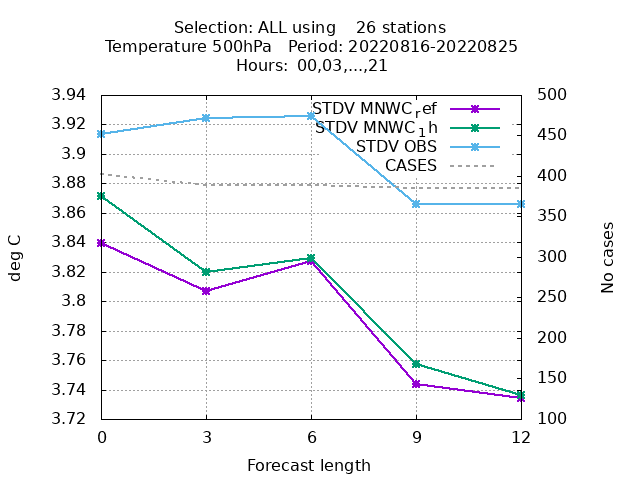 Selection: ALL using    26 stations
Temperature 500hPa   Period: 20220816-20220825
Hours: 00,03,...,21
3.94
3.92
3.9
3.88
3.86
3.84
3.82
3.8
3.78
3.76
3.74
3.72
deg C
STDV MNWCref
STDV MNWC1h
STDV OBS
CASES
500
450
400
350
300
250
200
150
100
No cases
0 3 6 9 12
Forecast length